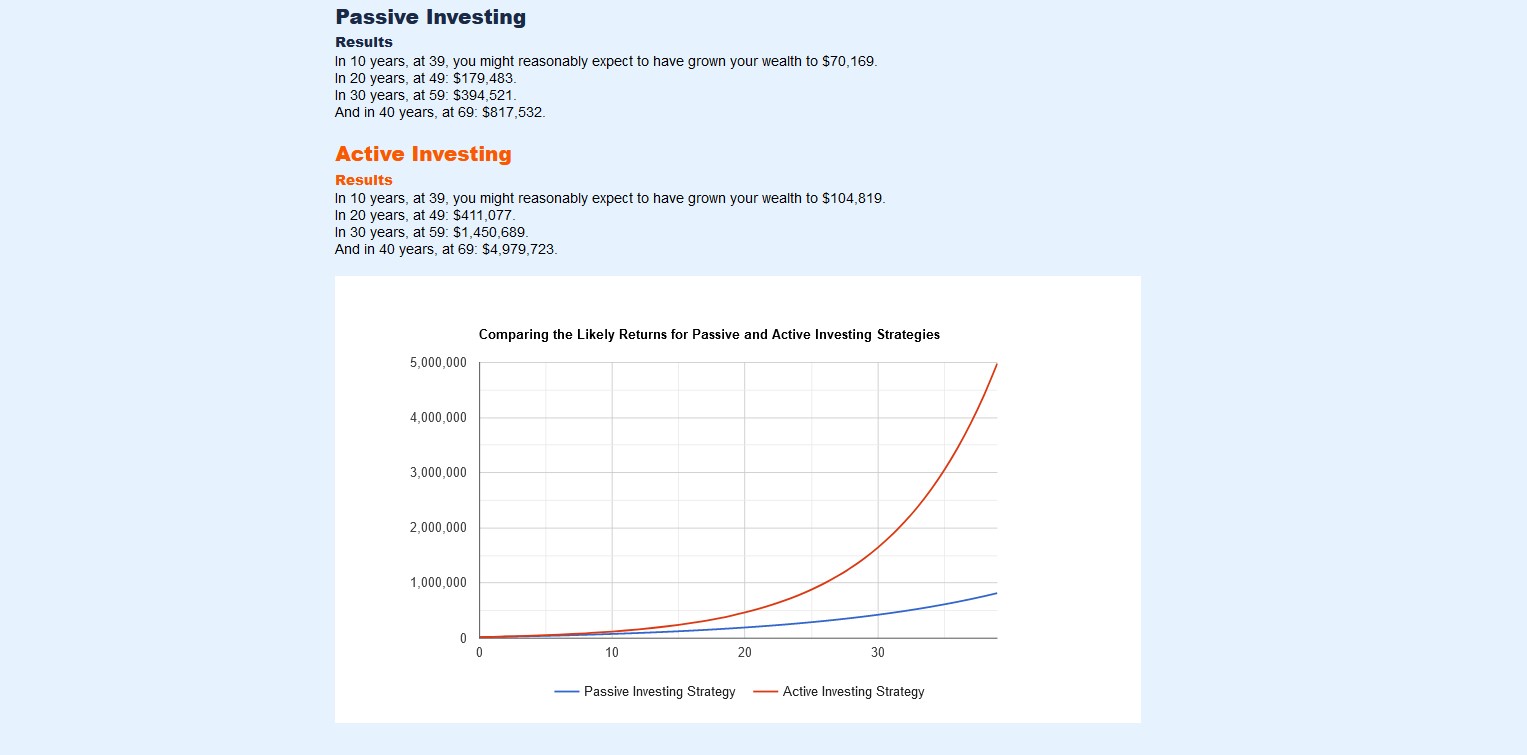 Passive Investing
Results
In 10 years, at 39, you might reasonably expect to have grown your wealth to $70,169.
In 20 years, at 49: $179,483.
In 30 years, at 59: $394,521.
And in 40 years, at 69: $817,532.
Active Investing
Results
In 10 years, at 39, you might reasonably expect to have grown your wealth to $104,819.
In 20 years, at 49: $411,077.
In 30 years, at 59: $1,450,689.
And in 40 years, at 69: $4,979,723.
Comparing the Likely Returns for Passive and Active Investing Strategies
5,000,000
4,000,000
3,000,000
2,000,000
1,000,000
0
0 10 20 30
Passive Investing Strategy Active Investing Strategy